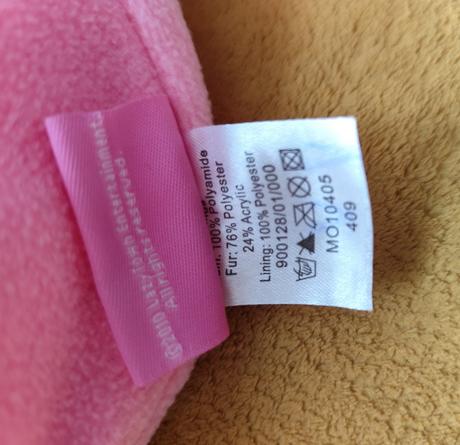 ©2010 LazyTown Entertainment.
All rights reserved.
100% Polyamide
Fur: 76% Polyester
24% Acrylic
Lining: 100% Polyester
900128/01/000
MO10405
409